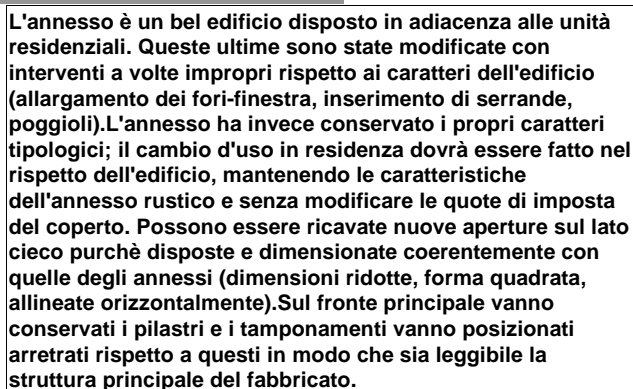 L'annesso è un bel edificio disposto in adiacenza alle unità
residenziali. Queste ultime sono state modificate con
interventi a volte impropri rispetto ai caratteri dell'edificio
(allargamento dei fori-finestra, inserimento di serrande,
poggioli).L'annesso ha invece conservato i propri caratteri
tipologici; il cambio d'uso in residenza dovrà essere fatto nel
rispetto dell'edificio, mantenendo le caratteristiche
dell'annesso rustico e senza modificare le quote di imposta
del coperto. Possono essere ricavate nuove aperture sul lato
cieco purchè disposte e dimensionate coerentemente con
quelle degli annessi (dimensioni ridotte, forma quadrata,
allineate orizzontalmente).Sul fronte principale vanno
conservati i pilastri e i tamponamenti vanno posizionati
arretrati rispetto a questi in modo che sia leggibile la
struttura principale del fabbricato.